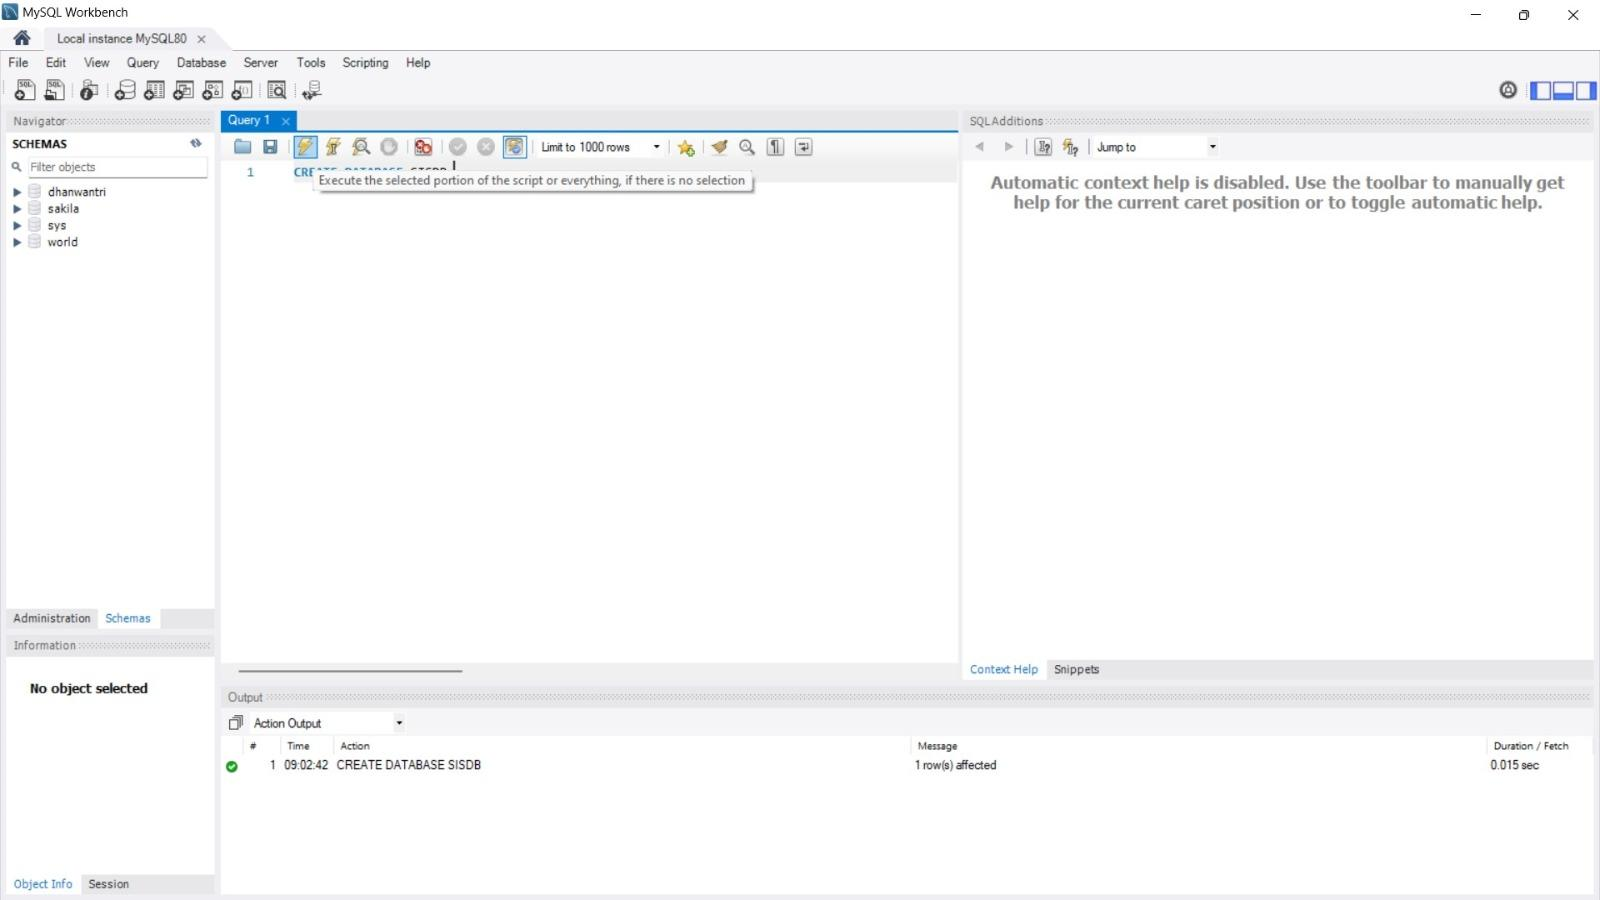 MySQL Workbench
Local instance MySQL80
File Edit View Query Database Server Tools Scripting Help
Navigator
SCHEMAS
Filter objects
dhanwantri
sakila
sys
world
Administration Schemas
Information
No object selected
Object Info Session
Query 1
Limit to 1000 rows
1 CREATE DATABASE SISDB
Execute the selected portion of the script or everything, if there is no selection
SQLAdditions
Jump to
Automatic context help is disabled. Use the toolbar to manually get
help for the current caret position or to toggle automatic help.
Context Help Snippets
Output
Action Output
# Time Action Message Duration / Fetch
1 09:02:42 CREATE DATABASE SISDB 1 row(s) affected 0.015 sec